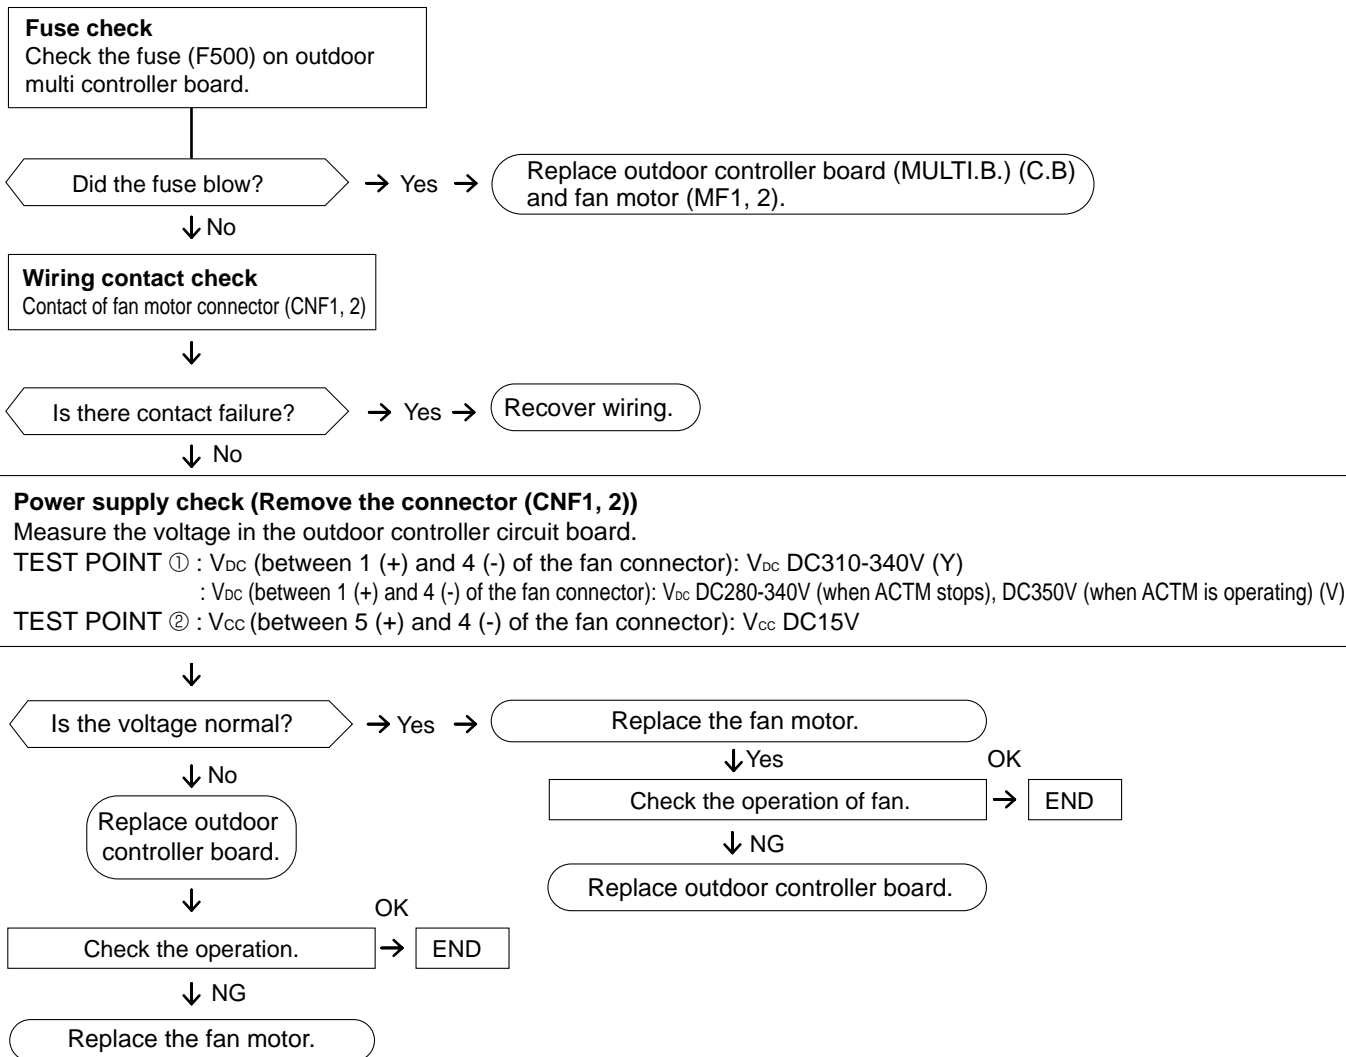 Fuse check
Check the fuse (F500) on outdoor
multi controller board.
Did the fuse blow?
Yes
Replace outdoor controller board (MULTI.B.) (C.B)
and fan motor (MF1, 2).
No
Wiring contact check
Contact of fan motor connector (CNF1, 2)
Is there contact failure?
Yes
Recover wiring.
No
Power supply check (Remove the connector (CNF1, 2))
Measure the voltage in the outdoor controller circuit board.
TEST POINT ① : VDC (between 1 (+) and 4 (-) of the fan connector): VDC DC310-340V (Y)
: VDC (between 1 (+) and 4 (-) of the fan connector): VDC DC280-340V (when ACTM stops), DC350V (when ACTM is operating) (V)
TEST POINT ② : VCC (between 5 (+) and 4 (-) of the fan connector): VCC DC15V
Is the voltage normal?
Yes
Replace the fan motor.
Yes
OK
Check the operation of fan.
END
NG
Replace outdoor controller board.
No
Replace outdoor
controller board.
OK
Check the operation.
END
NG
Replace the fan motor.